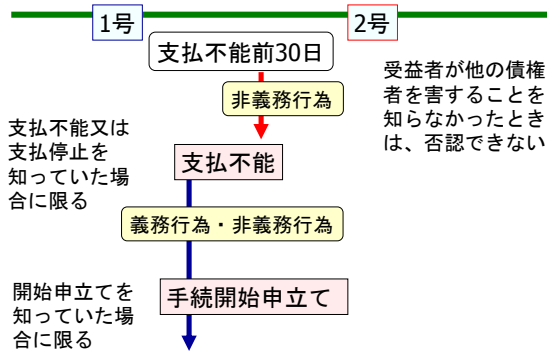 1号
2号
支払不能前30日
受益者が他の債権
者を害することを
知らなかったとき
は、否認できない
非義務行為
支払不能又は
支払停止を
知っていた場
合に限る
支払不能
義務行為・非義務行為
開始申立てを
知っていた場
合に限る
手続開始申立て